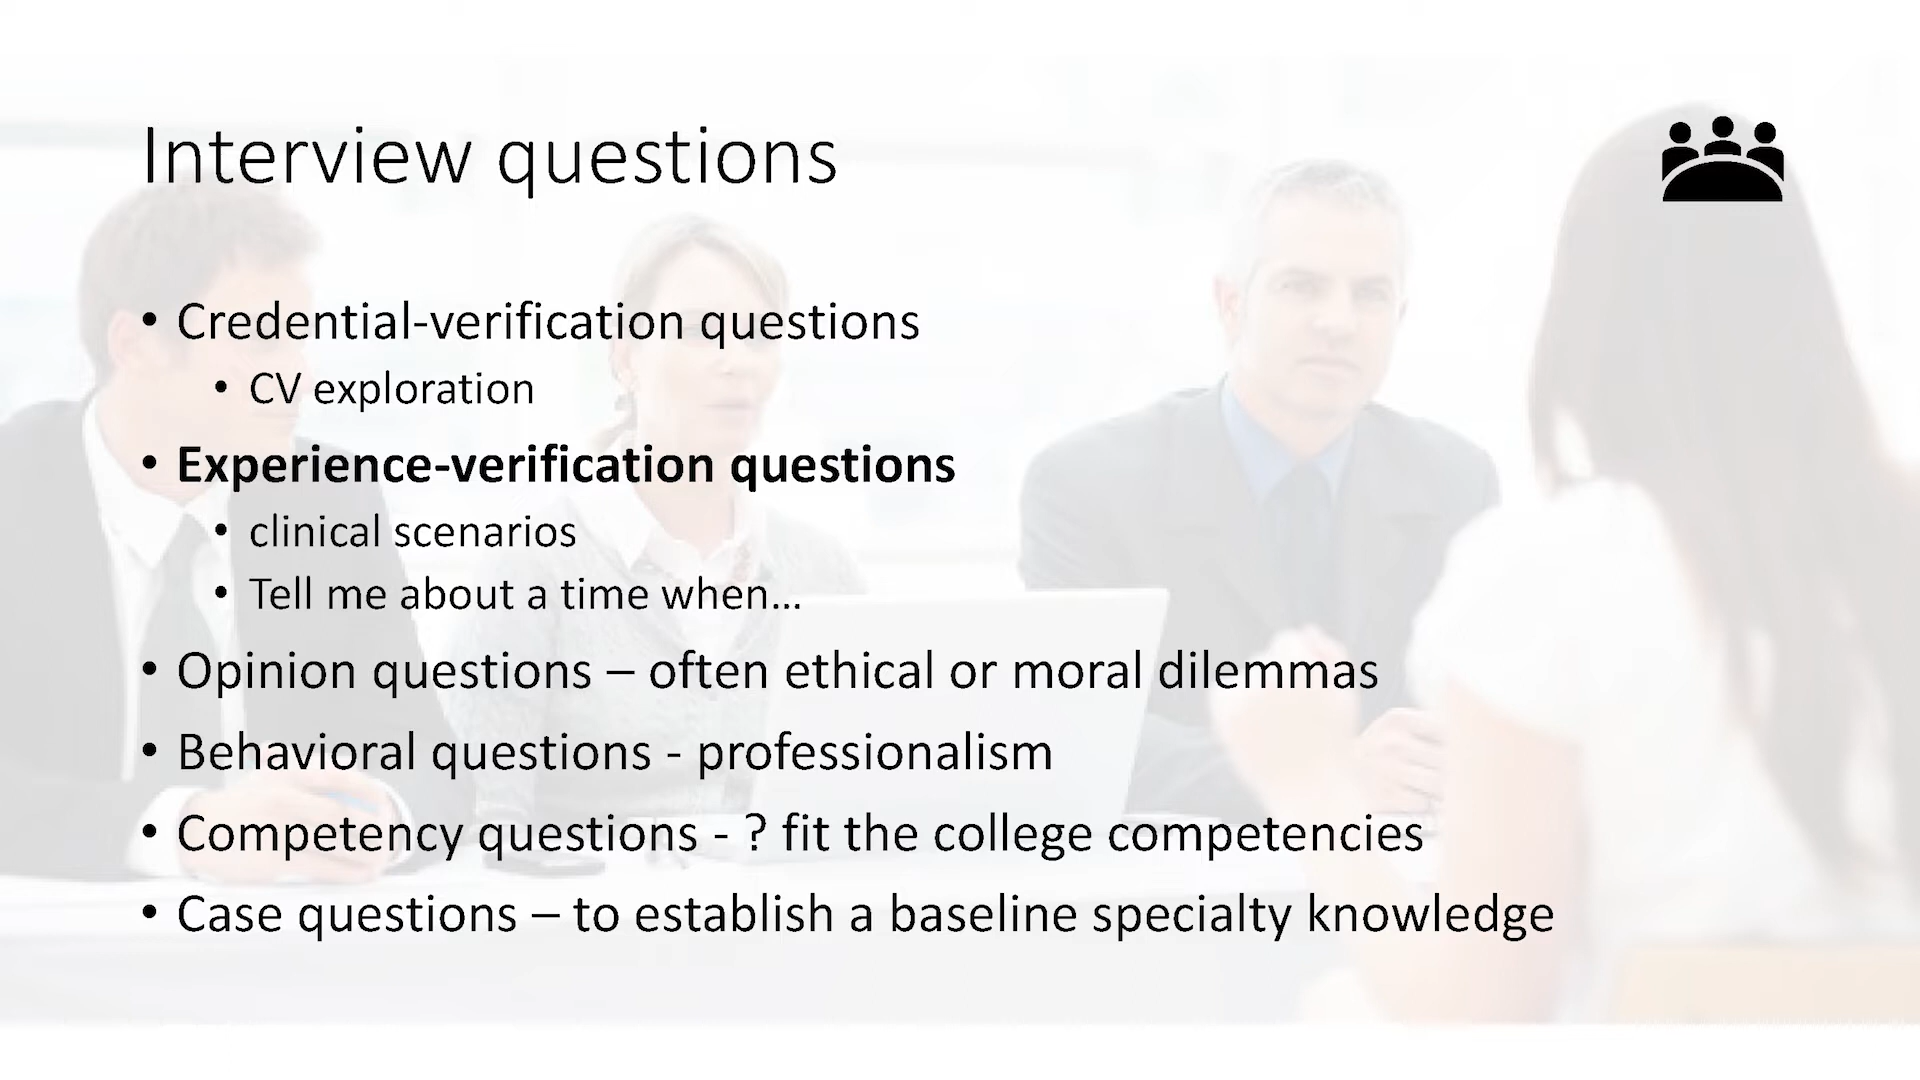 Interview questions
• Credential-verification questions
• CV exploration
• Experience-verification questions
• clinical scenarios
• Tell me about a time when...
• Opinion questions – often ethical or moral dilemmas
• Behavioral questions - professionalism
• Competency questions - ? fit the college competencies
• Case questions – to establish a baseline specialty knowledge